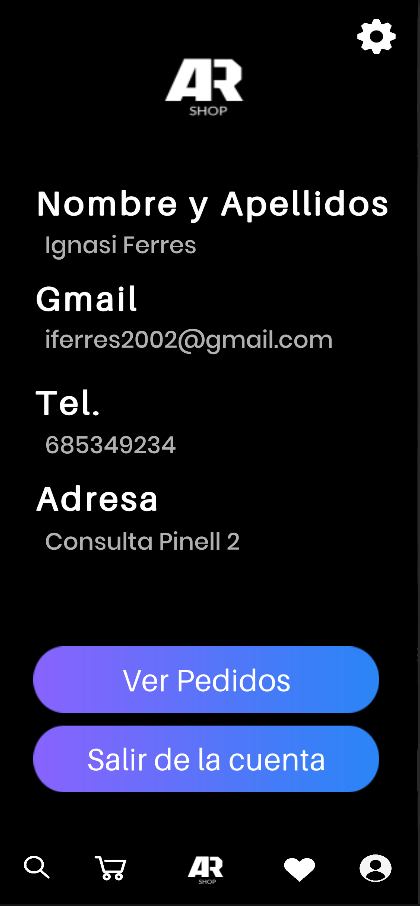 AR
SHOP
Nombre y Apellidos
Ignasi Ferres
Gmail
iferres2002@gmail.com
Tel.
685349234
Adresa
Consulta Pinell 2
Ver Pedidos
Salir de la cuenta
AR
SHOP